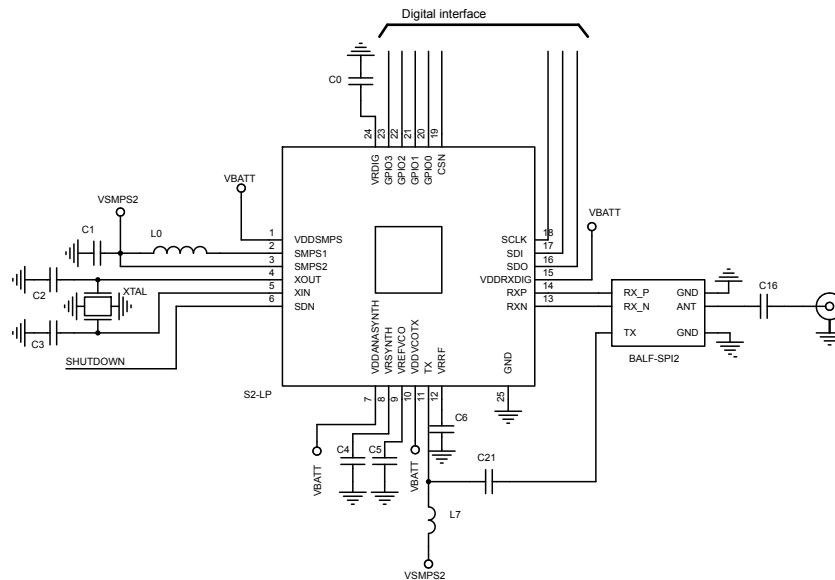 Digital interface
C0
24
23
22
21
20
19
VRDIG
GPIO3
GPIO2
GPIO1
GPIO0
CSN
VBATT
VSMPS2
C1
L0
1
2
3
4
5
6
VDDSMPS
SMPS1
SMPS2
XOUT
XIN
SDN
C2
XTAL
C3
SHUTDOWN
S2-LP
SCLK
SDI
SDO
VDDRXDIG
RXP
RXN
18
17
16
15
14
13
VBATT
RX_P
RX_N
TX
GND
ANT
GND
BALF-SPI2
C16
VDDANASYNTH
VRSYNTH
VREFVCO
VDDVCOTX
TX
VRRF
GND
7
8
9
10
11
12
25
C4
C5
C6
VBATT
VBATT
C21
L7
VSMPS2